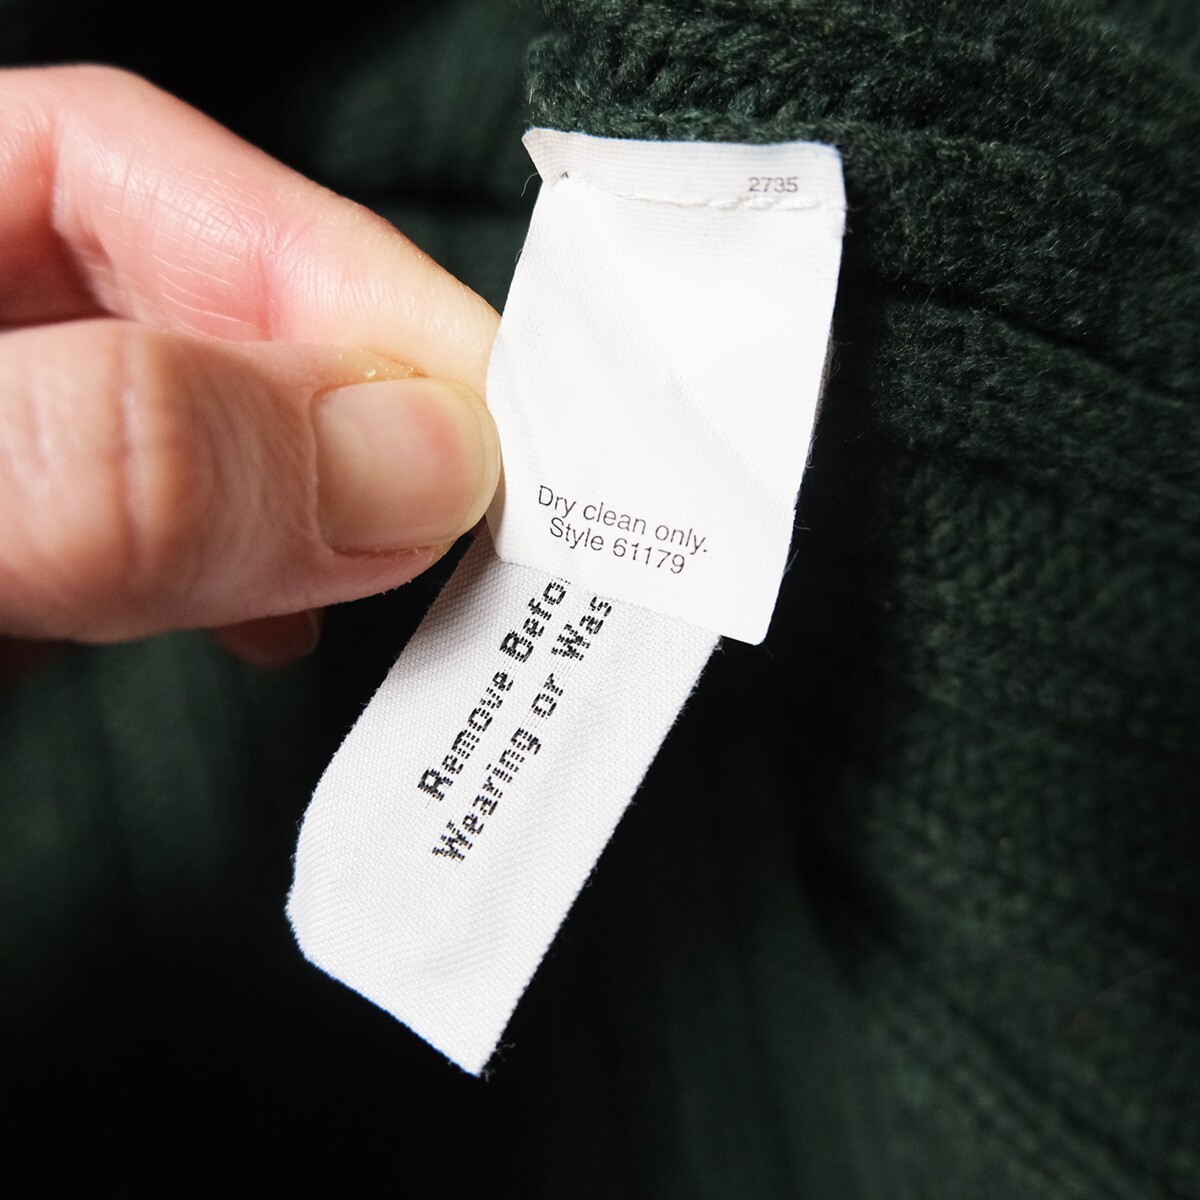 2735
Dry clean only.
Style 61179
Remove Befo
Wearing or Was